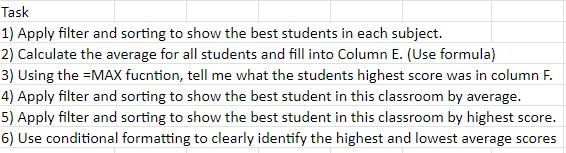 Task
1) Apply filter and sorting to show the best students in each subject.
2) Calculate the average for all students and fill into Column E. (Use formula)
3) Using the =MAX fucntion, tell me what the students highest score was in column F.
4) Apply filter and sorting to show the best student in this classroom by average.
5) Apply filter and sorting to show the best student in this classroom by highest score.
6) Use conditional formatting to clearly identify the highest and lowest average scores